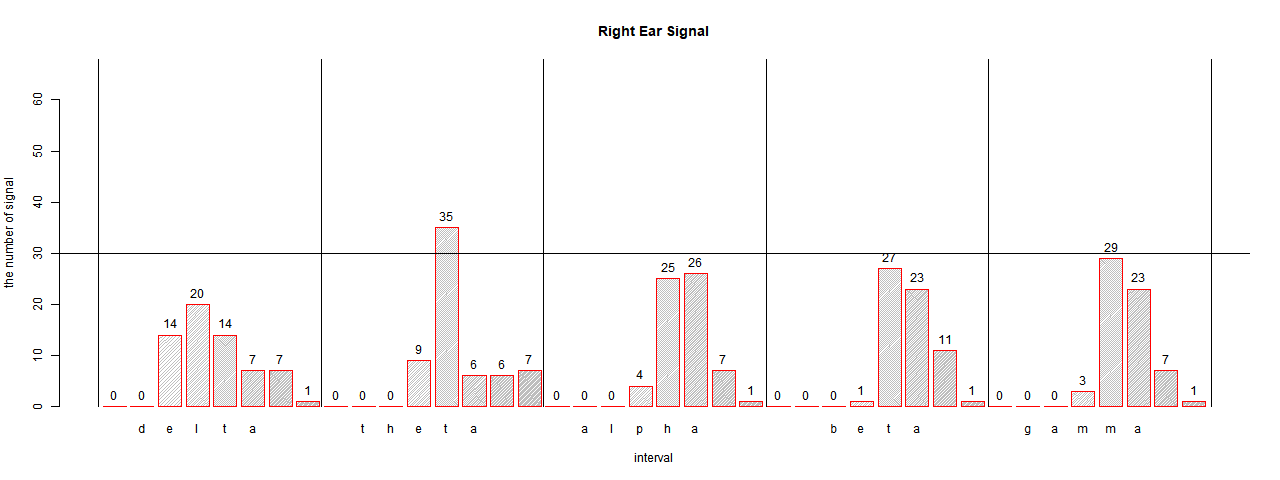 Right Ear Signal
the number of signal
60
50
40
30
20
10
0
0 0 14 20 14 7 7 1 0 0 0 9 35 6 6 7 0 0 0 4 25 26 7 1 0 0 0 1 27 23 11 1 0 0 0 3 29 23 7 1
d e l t a t h e t a a l p h a b e t a g a m m a
interval